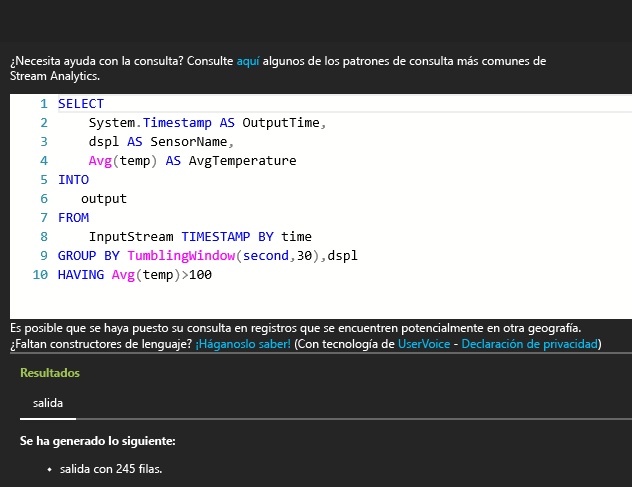 ¿Necesita ayuda con la consulta? Consulte aquí algunos de los patrones de consulta más comunes de
Stream Analytics.
1 SELECT
2 System.Timestamp AS OutputTime,
3 dspl AS SensorName,
4 Avg(temp) AS AvgTemperature
5 INTO
6 output
7 FROM
8 InputStream TIMESTAMP BY time
9 GROUP BY TumblingWindow(second,30),dspl
10 HAVING Avg(temp)>100
Es posible que se haya puesto su consulta en registros que se encuentren potencialmente en otra geografía.
¿Faltan constructores de lenguaje? ¡Háganoslo saber! (Con tecnología de UserVoice - Declaración de privacidad)
Resultados
salida
Se ha generado lo siguiente:
• salida con 245 filas.